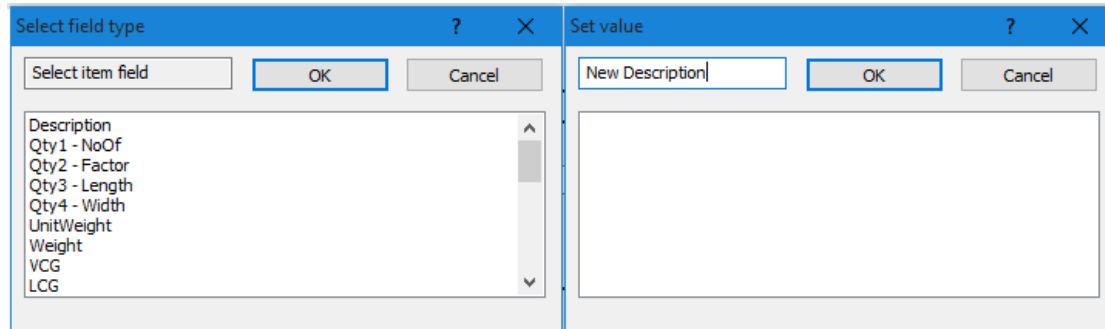 Select field type ?
Select item field OK Cancel
Description
Qty1 - NoOf
Qty2 - Factor
Qty3 - Length
Qty4 - Width
UnitWeight
Weight
VCG
LCG
Set value ?
New Description OK Cancel